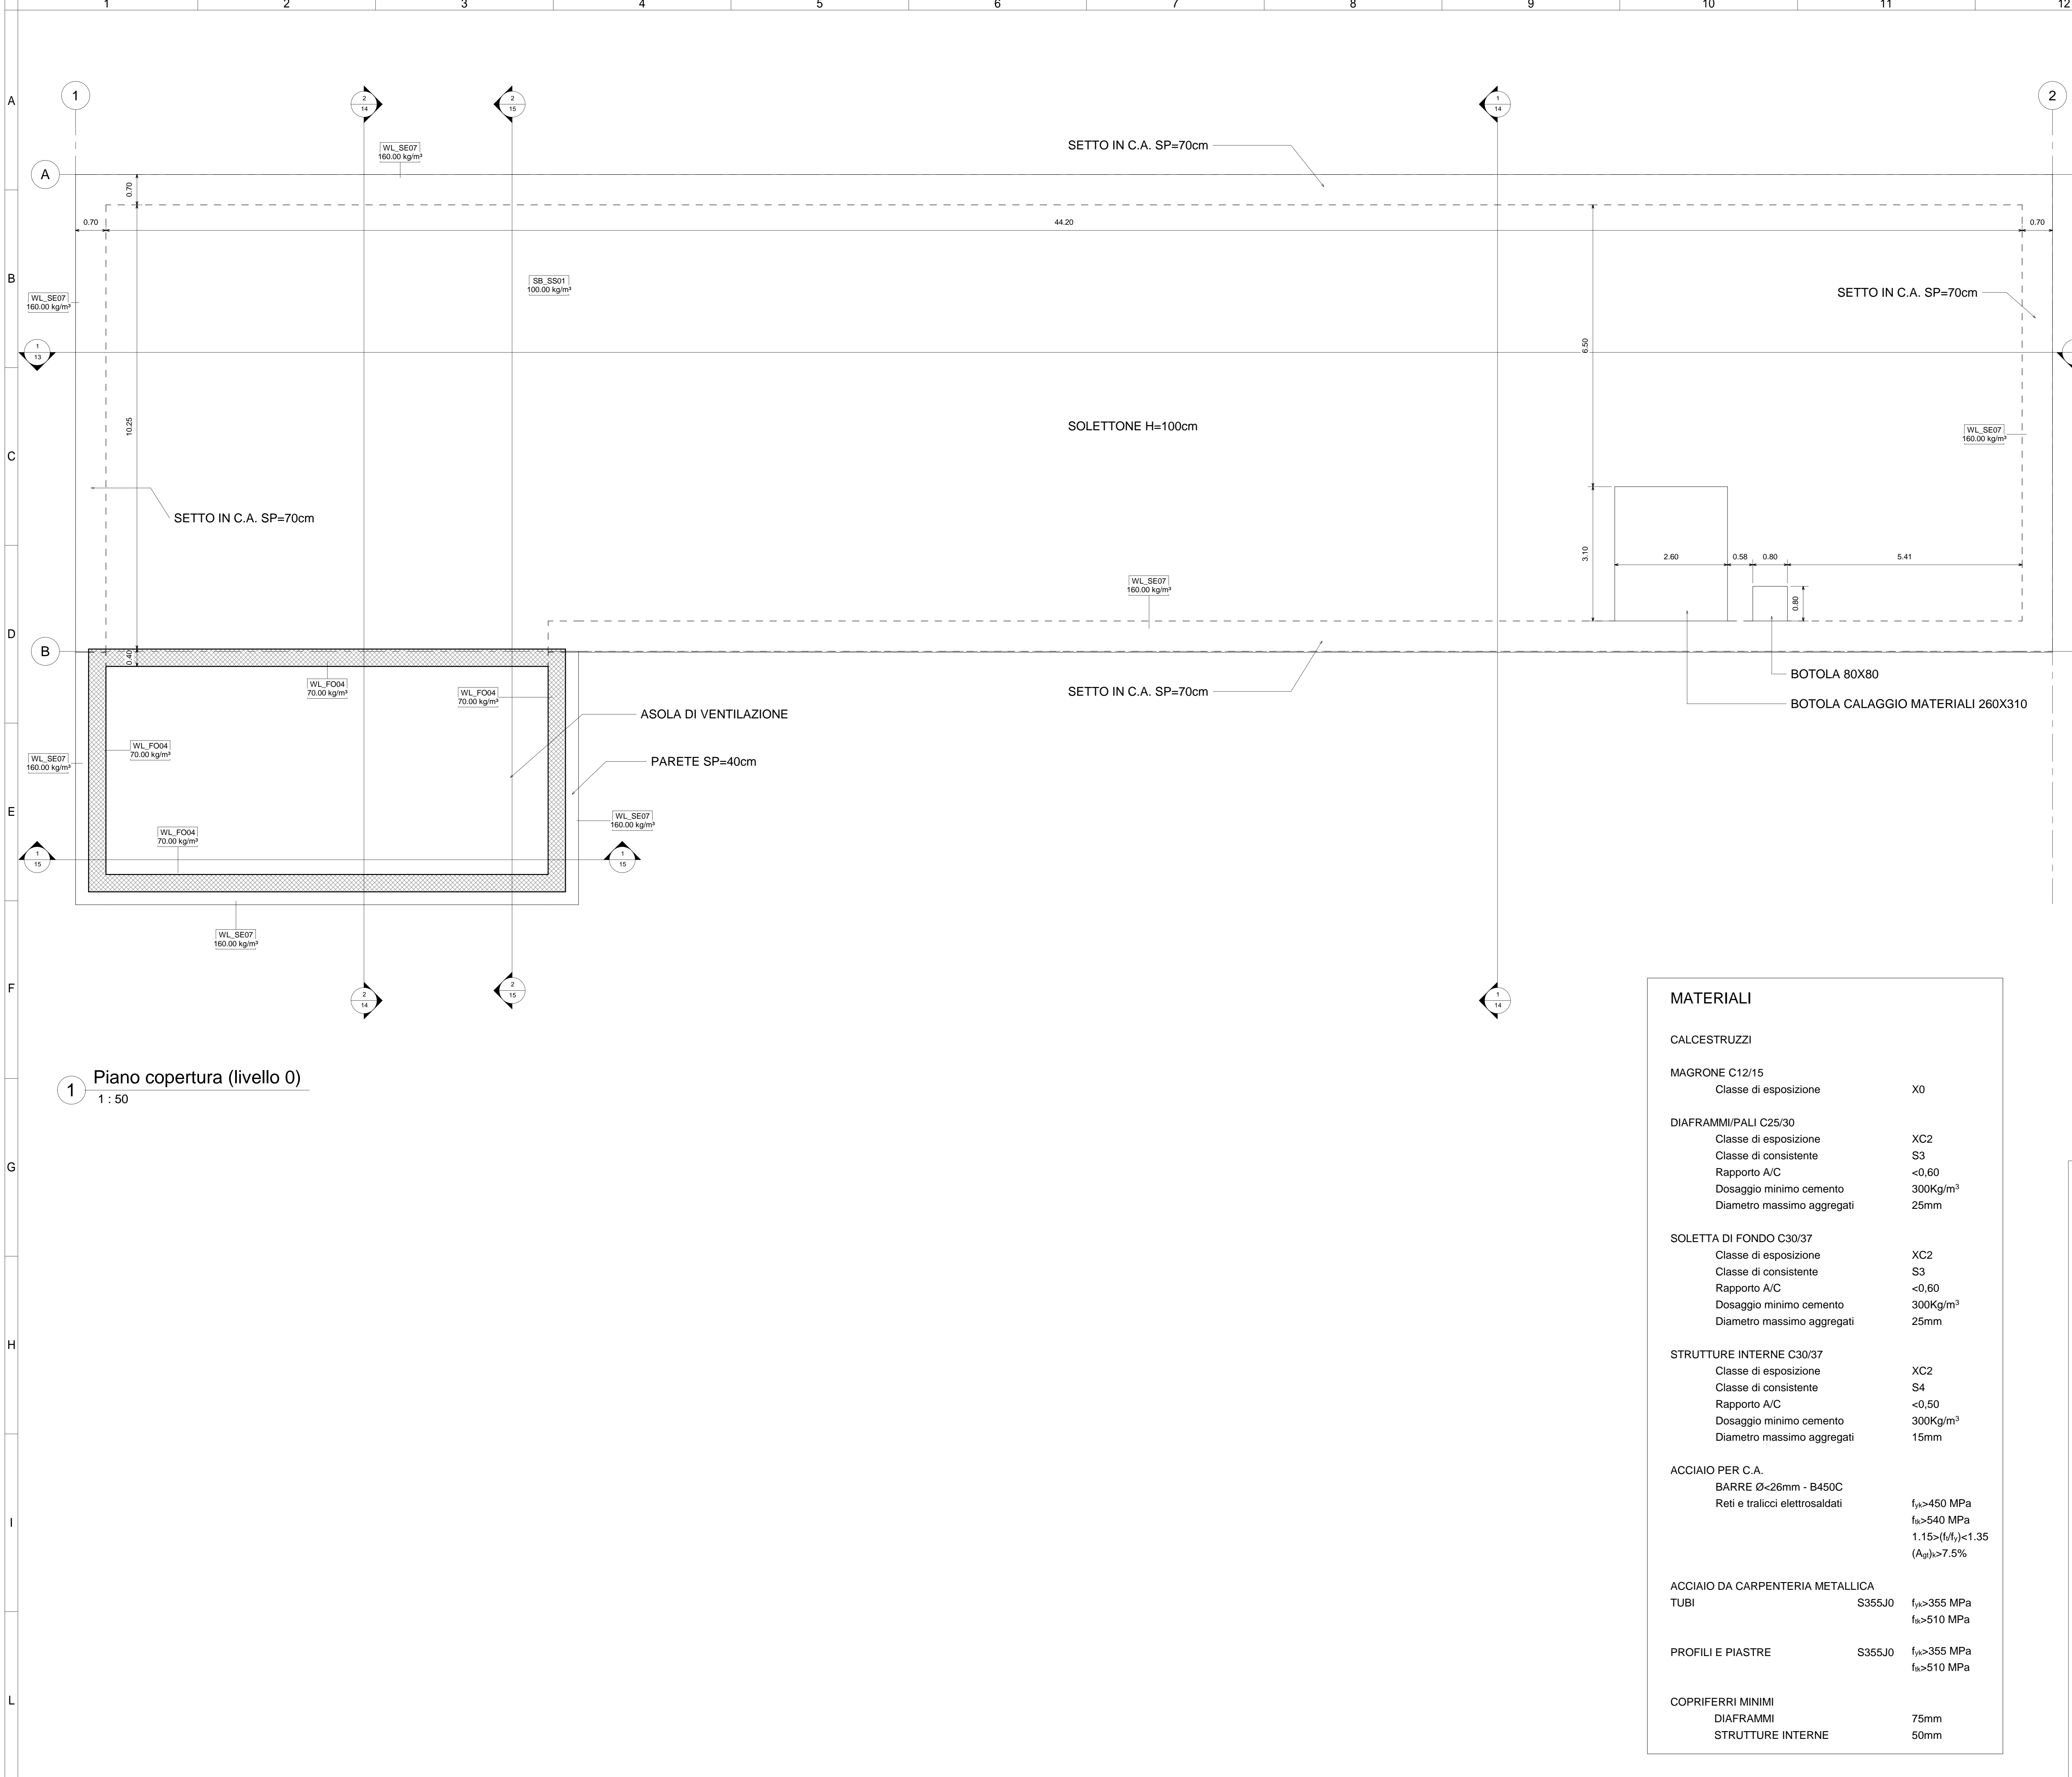 1 2 3 4 5 6 7 8 9 10 11 12
A
B
C
D
E
F
G
H
I
L
1
2
14
2
15
1
14
2
WL_SE07
160.00 kg/m³
SETTO IN C.A. SP=70cm
A
0.70
0.70
44.20
0.70
SB_SS01
100.00 kg/m³
WL_SE07
160.00 kg/m³
SETTO IN C.A. SP=70cm
1
13
6.50
10.25
SOLETTONE H=100cm
WL_SE07
160.00 kg/m³
SETTO IN C.A. SP=70cm
3.10
2.60
0.58
0.80
5.41
WL_SE07
160.00 kg/m³
0.80
B
0.40
WL_FO04
70.00 kg/m³
WL_FO04
70.00 kg/m³
SETTO IN C.A. SP=70cm
BOTOLA 80X80
BOTOLA CALAGGIO MATERIALI 260X310
ASOLA DI VENTILAZIONE
WL_FO04
70.00 kg/m³
WL_SE07
160.00 kg/m³
PARETE SP=40cm
WL_SE07
160.00 kg/m³
WL_FO04
70.00 kg/m³
1
15
1
15
WL_SE07
160.00 kg/m³
2
14
2
15
1
14
1
Piano copertura (livello 0)
1 : 50
MATERIALI
CALCESTRUZZI
MAGRONE C12/15
Classe di esposizione X0
DIAFRAMMI/PALI C25/30
Classe di esposizione XC2
Classe di consistente S3
Rapporto A/C <0,60
Dosaggio minimo cemento 300Kg/m³
Diametro massimo aggregati 25mm
SOLETTA DI FONDO C30/37
Classe di esposizione XC2
Classe di consistente S3
Rapporto A/C <0,60
Dosaggio minimo cemento 300Kg/m³
Diametro massimo aggregati 25mm
STRUTTURE INTERNE C30/37
Classe di esposizione XC2
Classe di consistente S4
Rapporto A/C <0,50
Dosaggio minimo cemento 300Kg/m³
Diametro massimo aggregati 15mm
ACCIAIO PER C.A.
BARRE Ø<26mm - B450C
Reti e tralicci elettrosaldati fyk>450 MPa
ftk>540 MPa
1.15>(ft/fy)<1.35
(Agt)k>7.5%
ACCIAIO DA CARPENTERIA METALLICA
TUBI S355J0 fyk>355 MPa
ftk>510 MPa
PROFILI E PIASTRE S355J0 fyk>355 MPa
ftk>510 MPa
COPRIFERRI MINIMI
DIAFRAMMI 75mm
STRUTTURE INTERNE 50mm